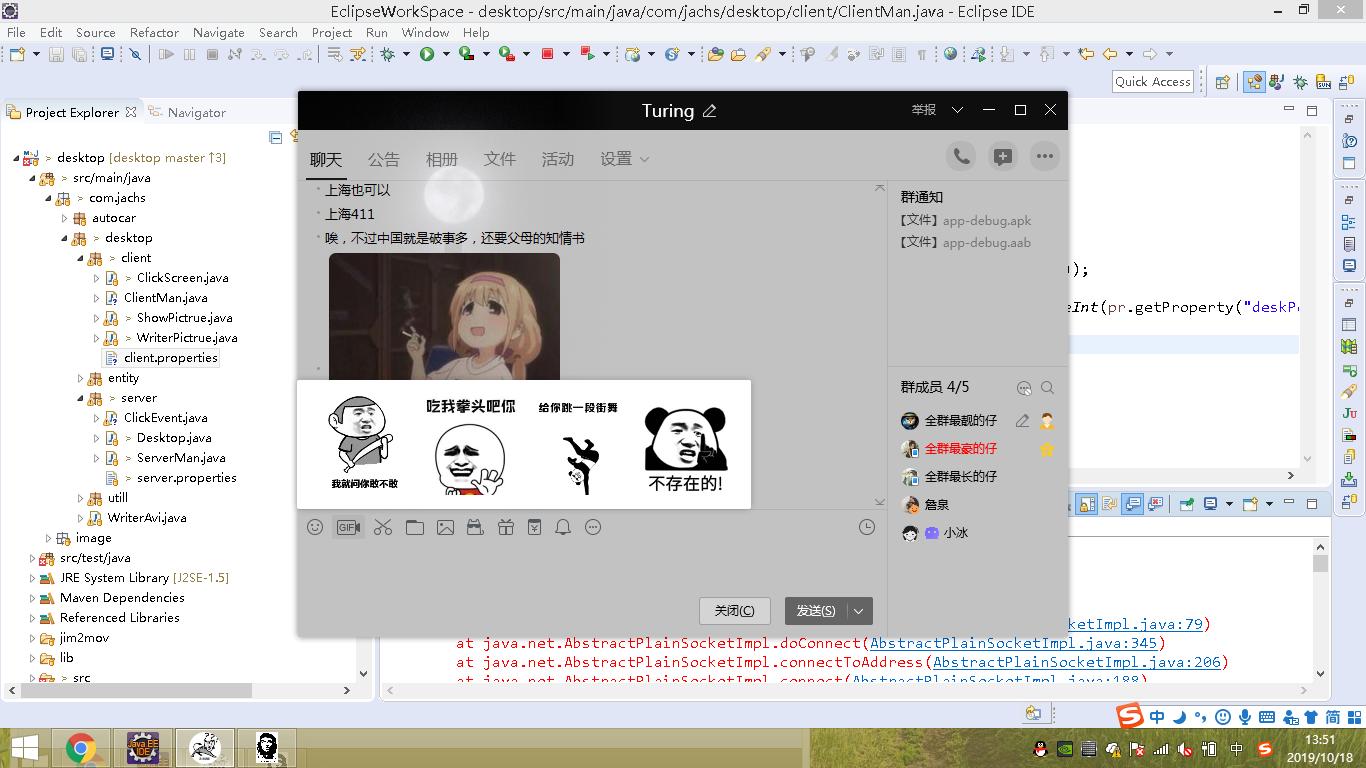 EclipseWorkSpace - desktop/src/main/java/com/jachs/desktop/client/ClientMan.java - Eclipse IDE
File Edit Source Refactor Navigate Search Project Run Window Help
Quick Access
Project Explorer
Navigator
> desktop [desktop master ↑3]
> src/main/java
> com.jachs
autocar
> desktop
> client
> ClickScreen.java
ClientMan.java
> ShowPictrue.java
> WriterPictrue.java
client.properties
entity
> server
ClickEvent.java
> Desktop.java
> ServerMan.java
> server.properties
utill
WriterAvi.java
image
src/test/java
JRE System Library [J2SE-1.5]
Maven Dependencies
Referenced Libraries
jim2mov
lib
> src
Turing
举报
聊天 公告 相册 文件 活动 设置
上海也可以
上海411
唉，不过中国就是破事多，还要父母的知情书
我就问你敢不敢
吃我拳头吧你
给你跳一段街舞
不存在的!
GIF
关闭(C)
发送(S)
群通知
【文件】app-debug.apk
【文件】app-debug.aab
群成员 4/5
全群最靓的仔
全群最豪的仔
全群最长的仔
詹泉
小冰
);
eInt(pr.getProperty("deskP
ketImpl.java:79)
at java.net.AbstractPlainSocketImpl.doConnect(AbstractPlainSocketImpl.java:345)
at java.net.AbstractPlainSocketImpl.connectToAddress(AbstractPlainSocketImpl.java:206)
at java.net.AbstractPlainSocketImpl.connect(AbstractPlainSocketImpl.java:188)
中
简
Java EE
IDE
中
13:51
2019/10/18